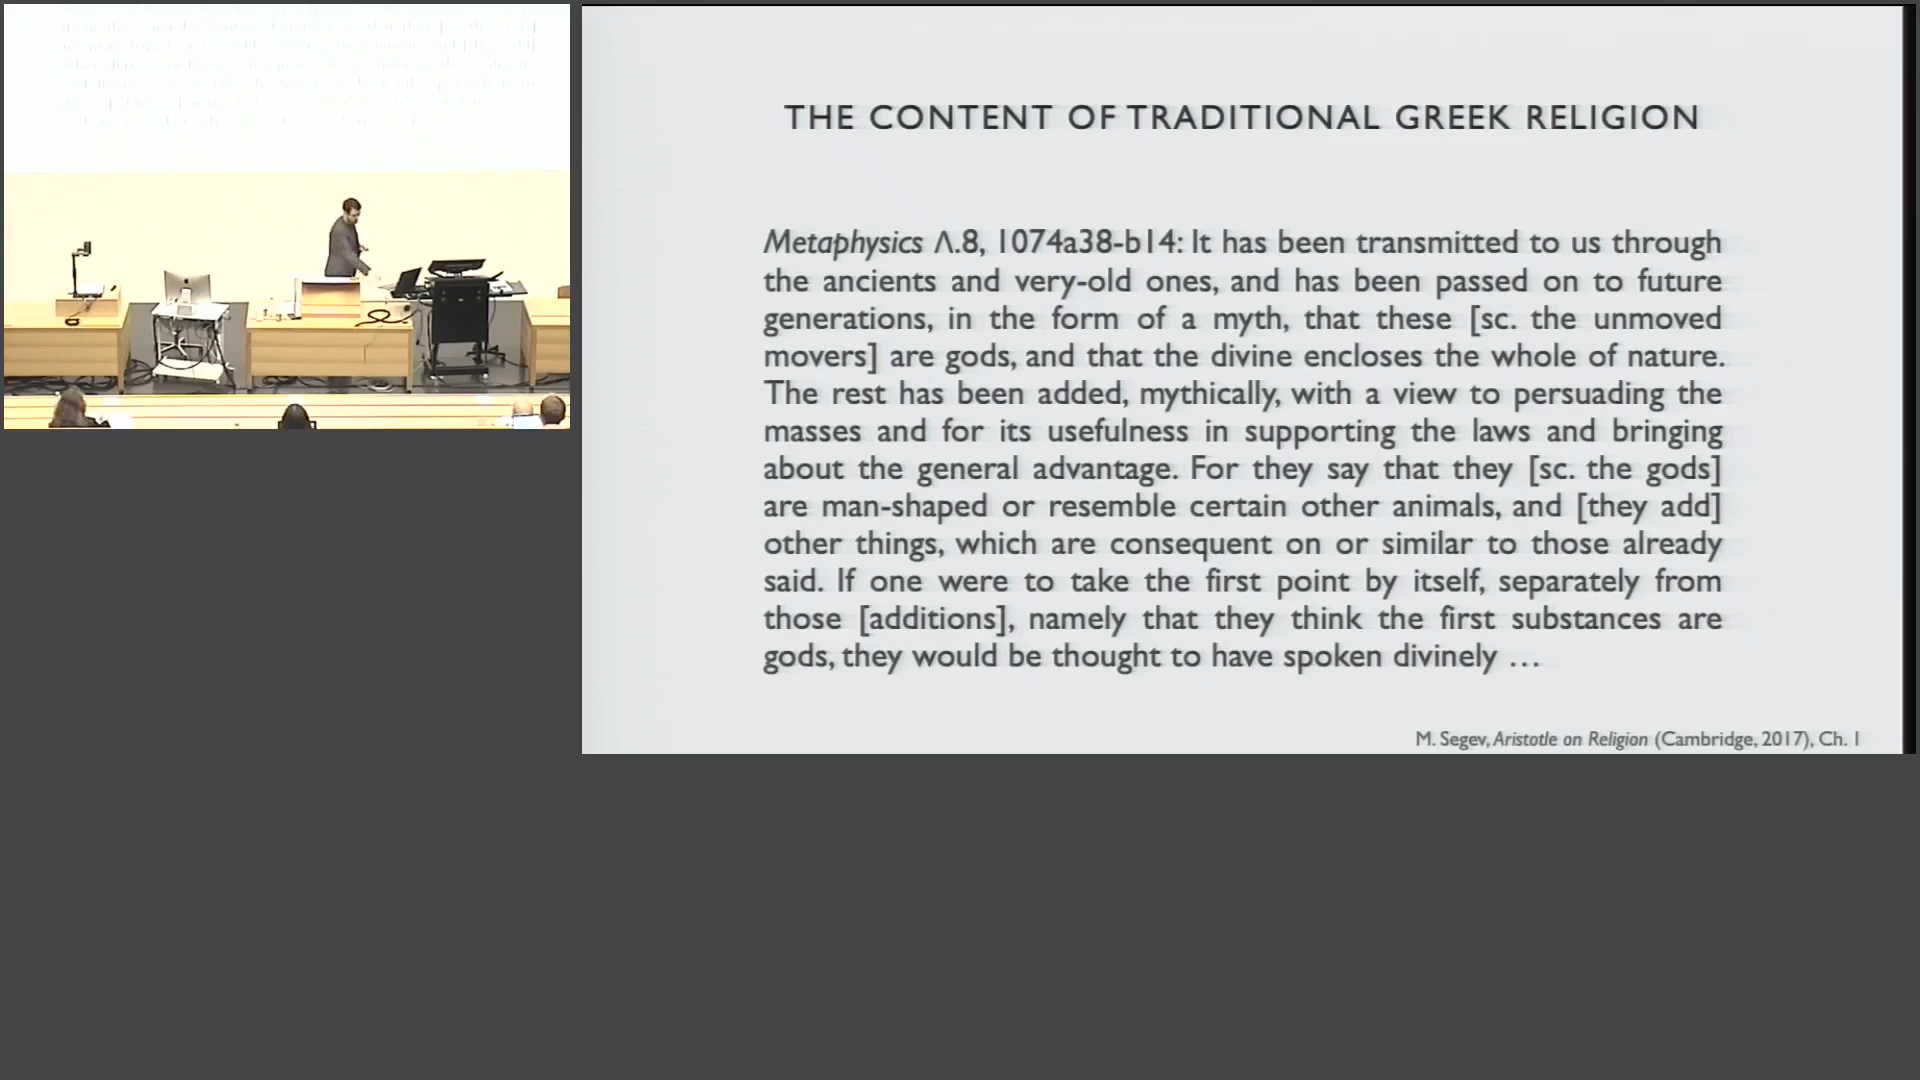 THE CONTENT OF TRADITIONAL GREEK RELIGION
Metaphysics Λ.8, 1074a38-b14: It has been transmitted to us through
the ancients and very-old ones, and has been passed on to future
generations, in the form of a myth, that these [sc. the unmoved
movers] are gods, and that the divine encloses the whole of nature.
The rest has been added, mythically, with a view to persuading the
masses and for its usefulness in supporting the laws and bringing
about the general advantage. For they say that they [sc. the gods]
are man-shaped or resemble certain other animals, and [they add]
other things, which are consequent on or similar to those already
said. If one were to take the first point by itself, separately from
those [additions], namely that they think the first substances are
gods, they would be thought to have spoken divinely …
M. Segev, Aristotle on Religion (Cambridge, 2017), Ch. 1